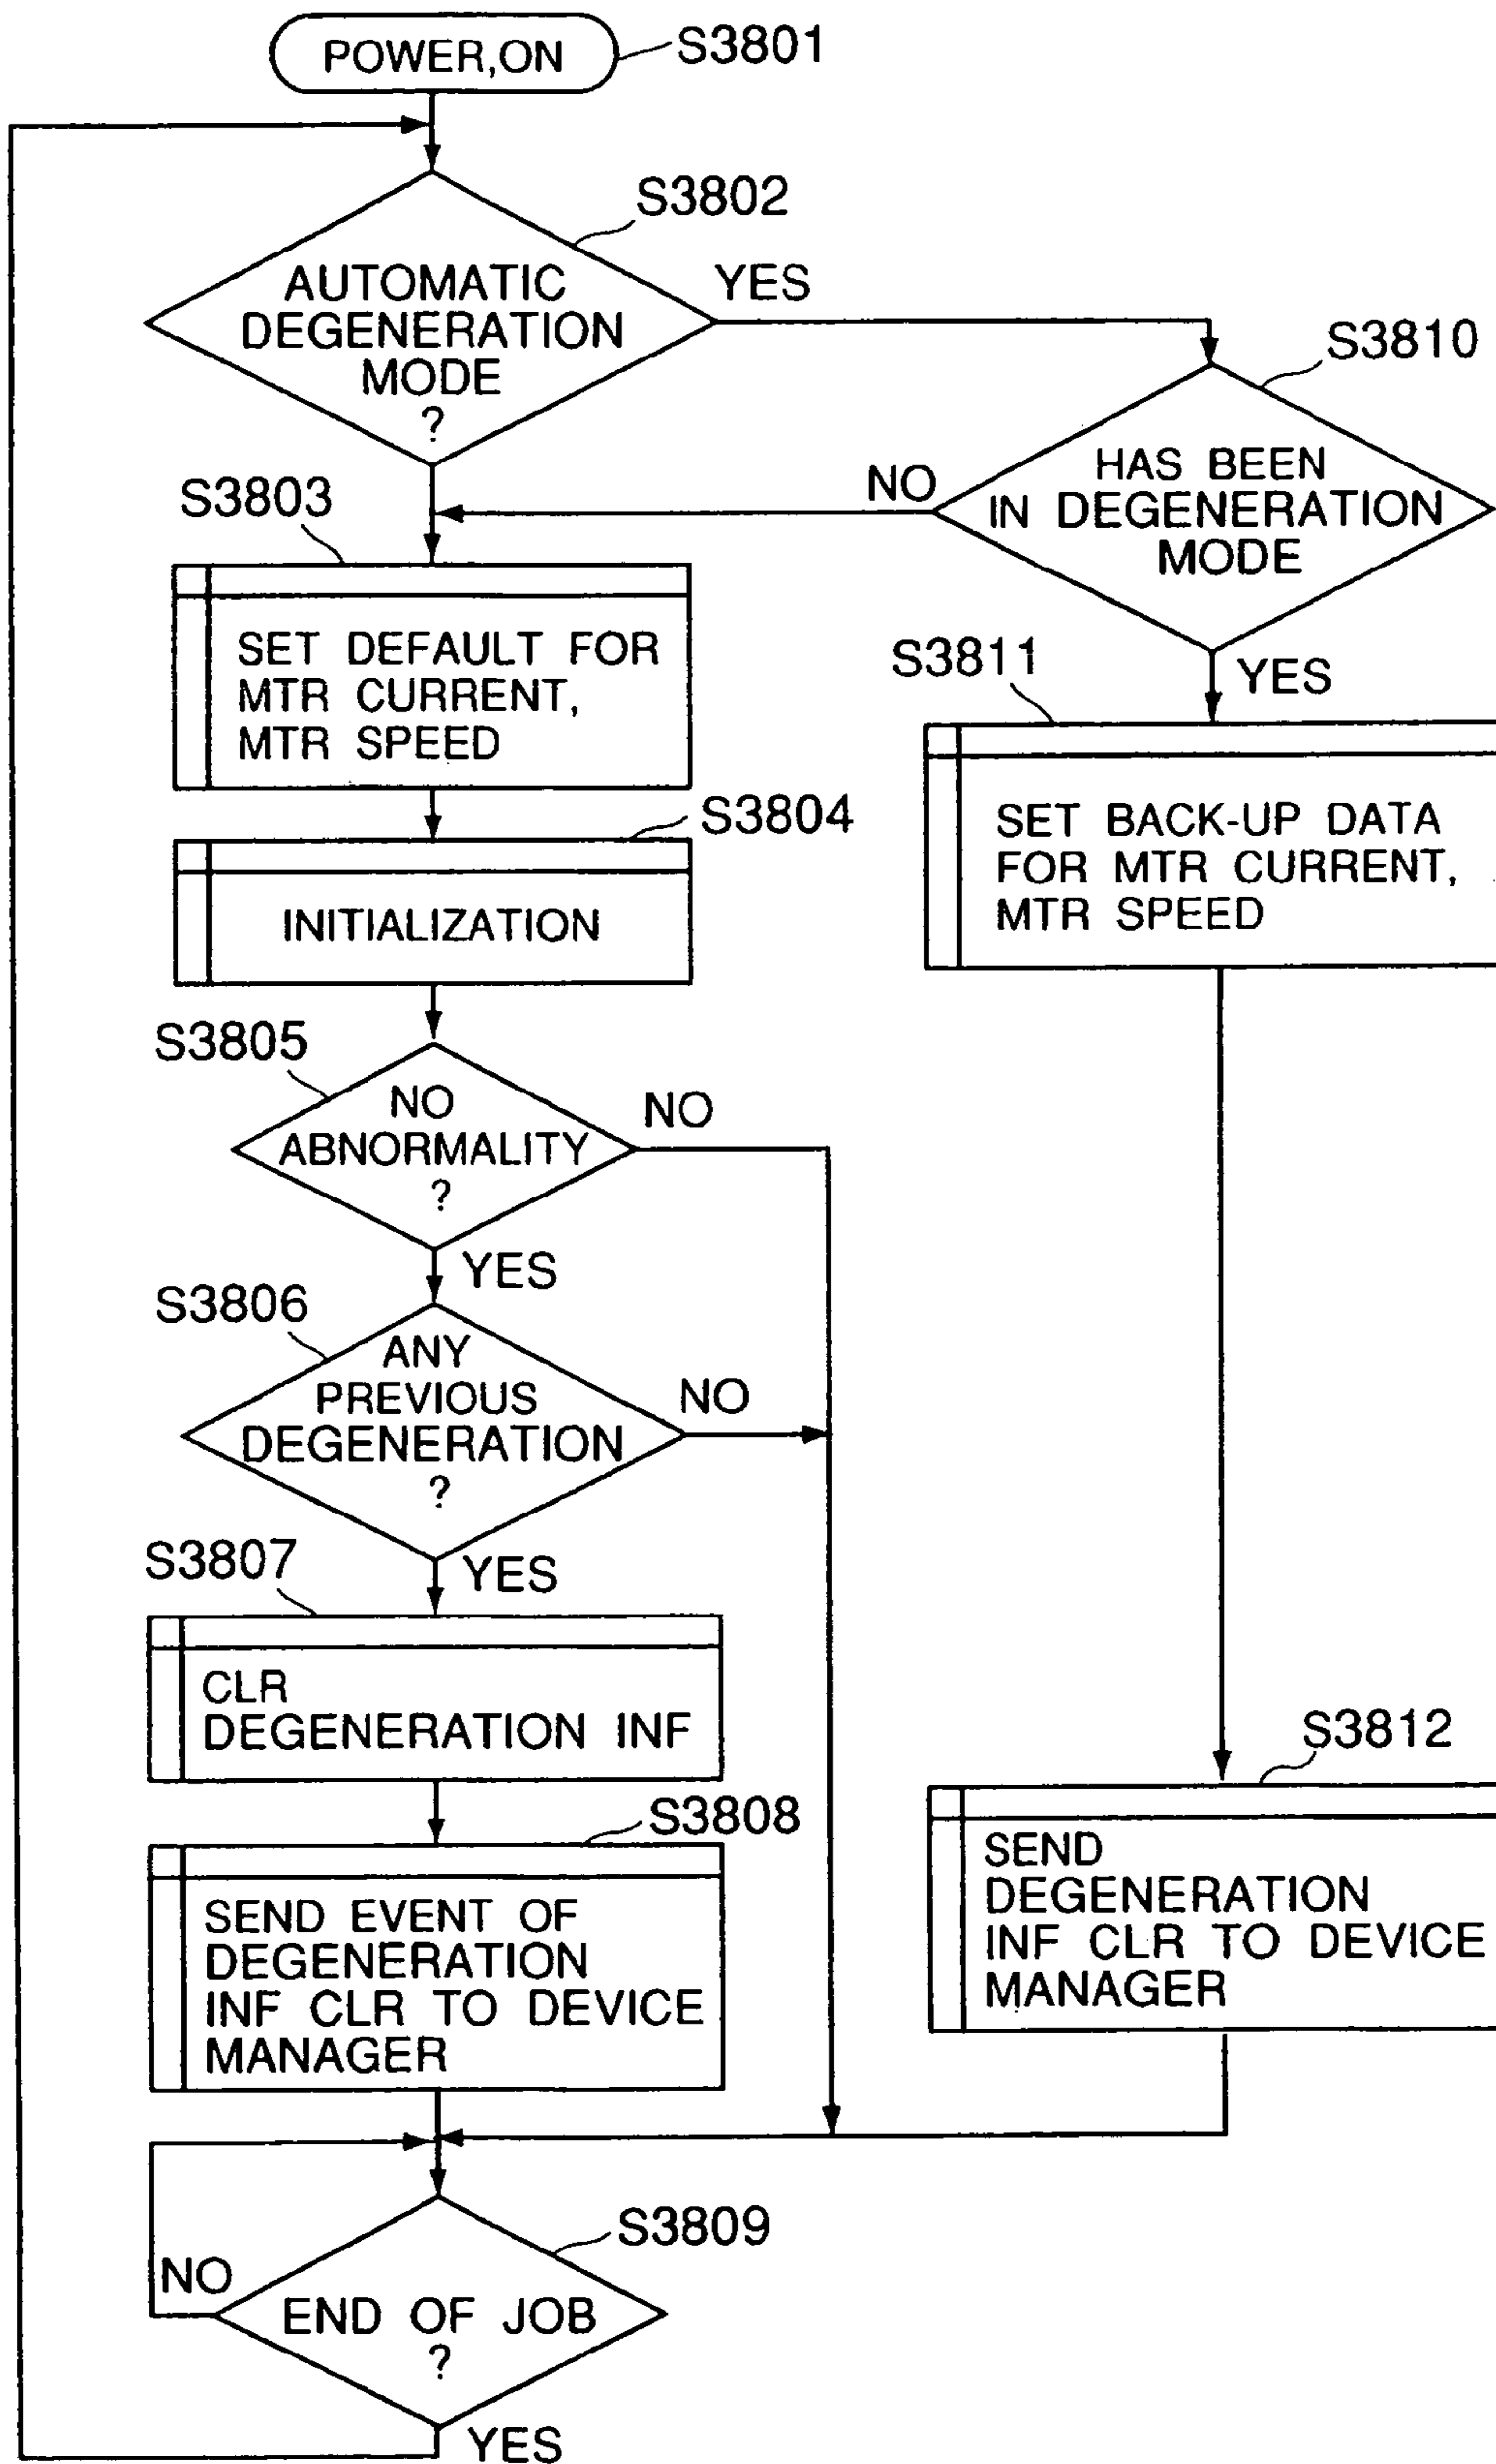 POWER,ON
S3801
S3802
AUTOMATIC
DEGENERATION
MODE
?
YES
S3810
HAS BEEN
IN DEGENERATION
MODE
NO
YES
S3803
SET DEFAULT FOR
MTR CURRENT,
MTR SPEED
S3811
SET BACK-UP DATA
FOR MTR CURRENT,
MTR SPEED
S3804
INITIALIZATION
S3805
NO
ABNORMALITY
?
NO
YES
S3806
ANY
PREVIOUS
DEGENERATION
?
NO
YES
S3807
CLR
DEGENERATION INF
S3808
SEND EVENT OF
DEGENERATION
INF CLR TO DEVICE
MANAGER
S3812
SEND
DEGENERATION
INF CLR TO DEVICE
MANAGER
S3809
NO
END OF JOB
?
YES